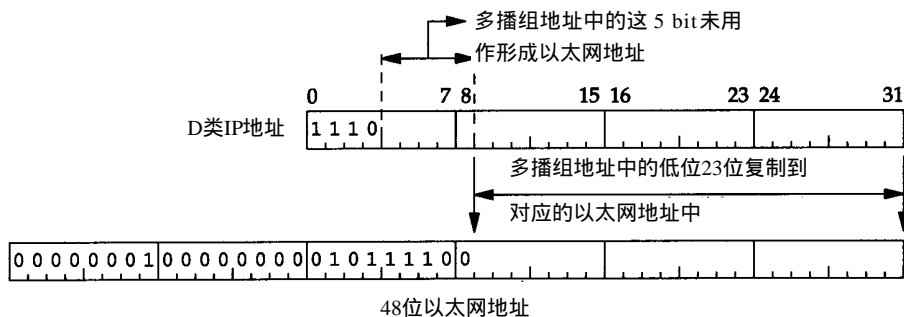 多播组地址中的这 5 bit未用
作形成以太网地址
0 7 8 15 16 23 24 31
D类IP地址 1 1 1 0
多播组地址中的低位23位复制到
对应的以太网地址中
0 0 0 0 0 0 0 1 0 0 0 0 0 0 0 0 0 1 0 1 1 1 1 0 0
48位以太网地址